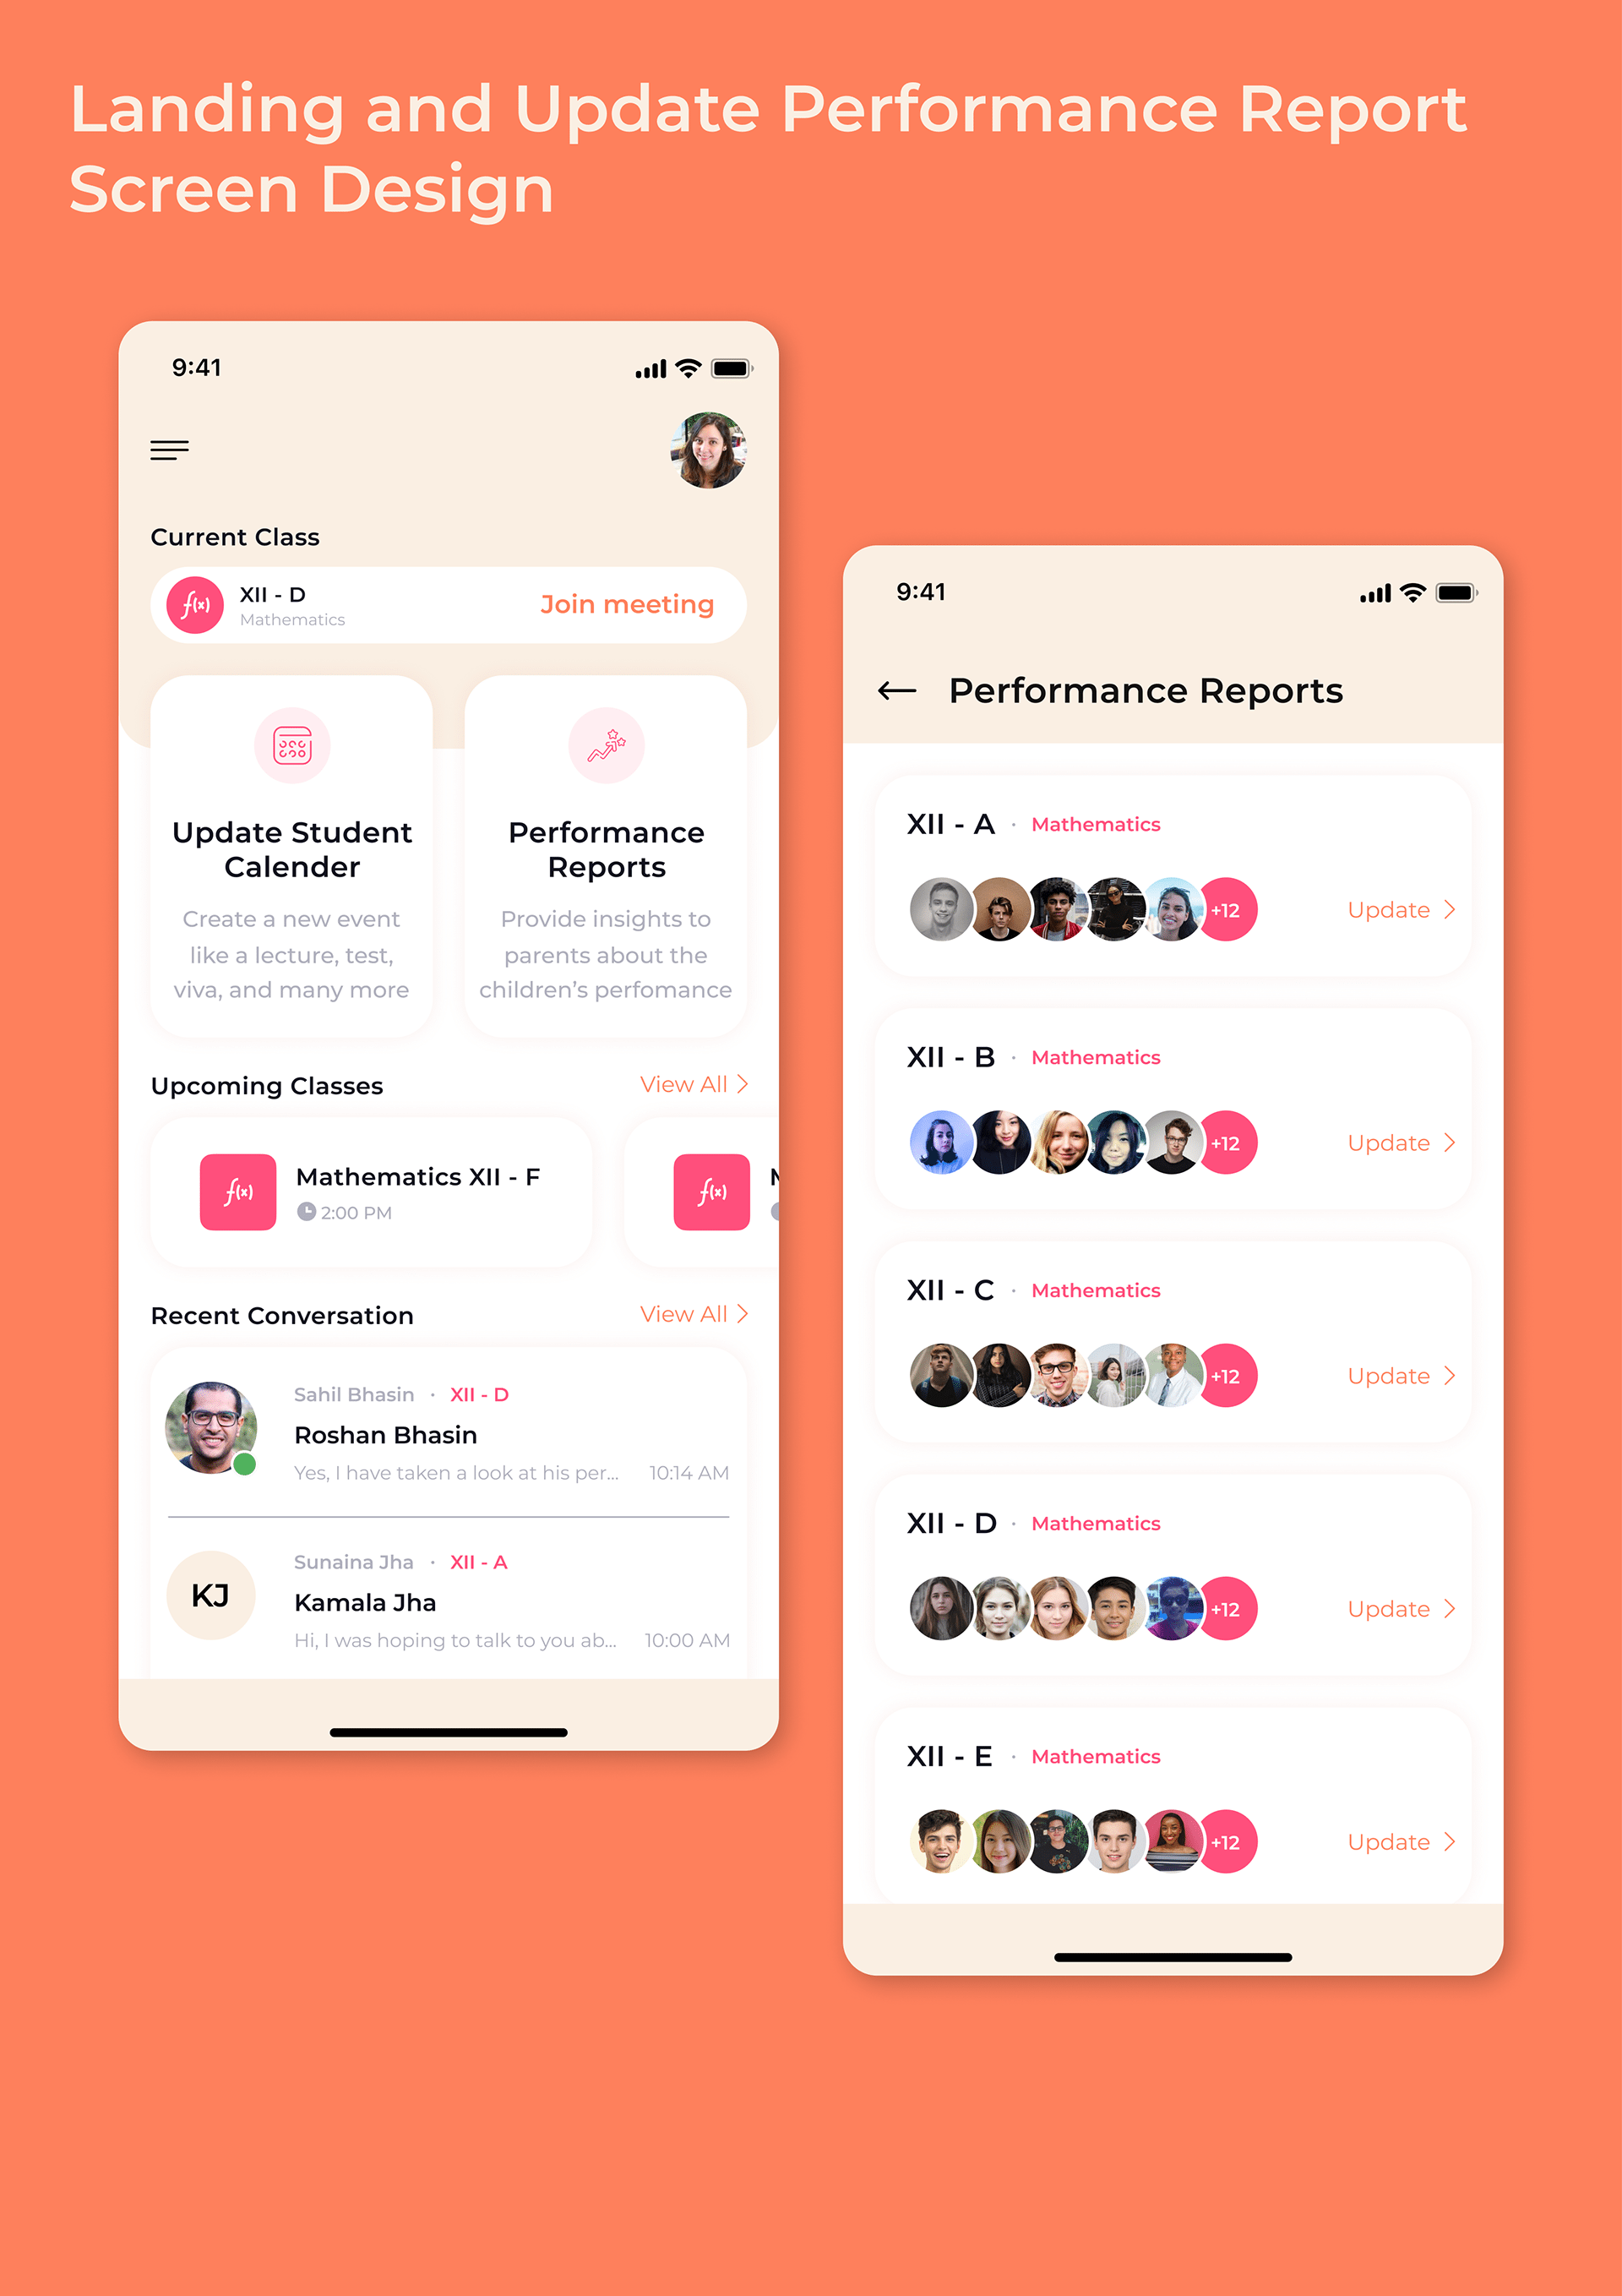 Landing and Update Performance Report
Screen Design
9:41
Current Class
XII - D
Mathematics
Join meeting
f(x)
Update Student
Calender
Create a new event
like a lecture, test,
viva, and many more
Performance
Reports
Provide insights to
parents about the
children's perfomance
Upcoming Classes
View All
f(x)
Mathematics XII - F
2:00 PM
f(x)
Recent Conversation
View All
Sahil Bhasin · XII - D
Roshan Bhasin
Yes, I have taken a look at his per... 10:14 AM
KJ
Sunaina Jha · XII - A
Kamala Jha
Hi, I was hoping to talk to you ab... 10:00 AM
9:41
Performance Reports
XII - A · Mathematics
+12
Update
XII - B · Mathematics
+12
Update
XII - C · Mathematics
+12
Update
XII - D · Mathematics
+12
Update
XII - E · Mathematics
+12
Update